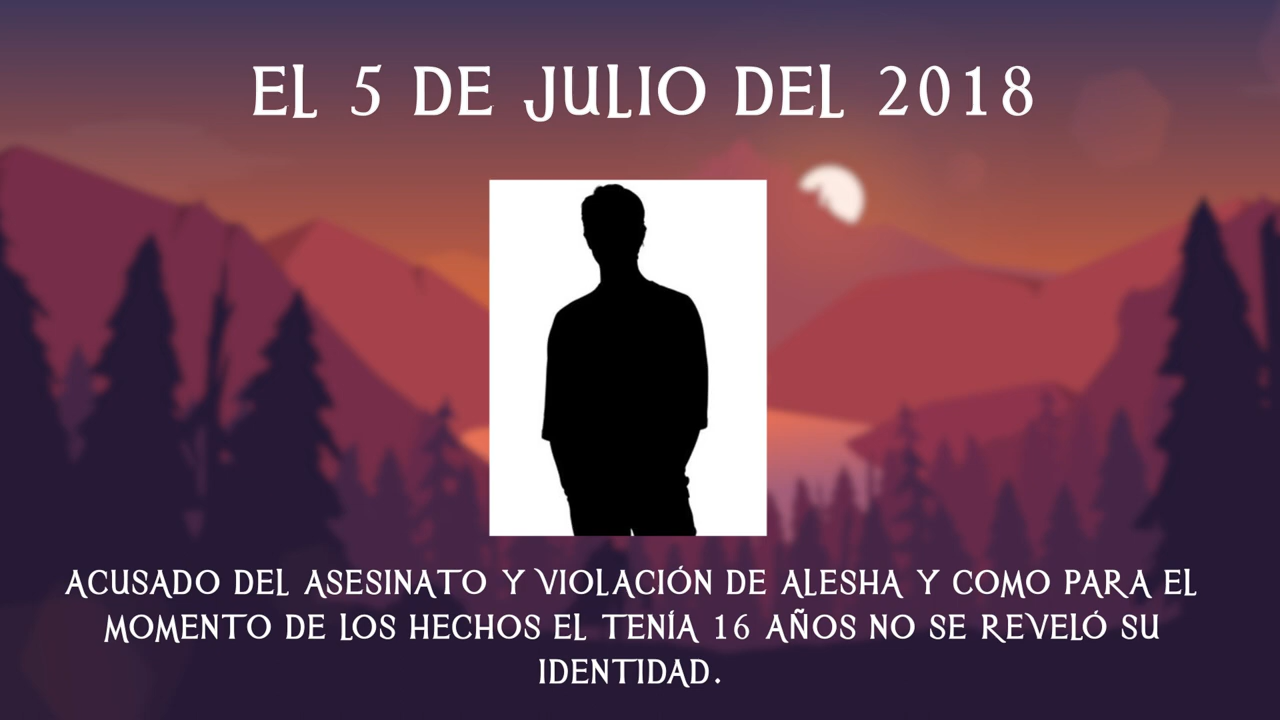 EL 5 DE JULIO DEL 2018
ACUSADO DEL ASESINATO Y VIOLACIÓN DE ALESHA Y COMO PARA EL
MOMENTO DE LOS HECHOS EL TENÍA 16 AÑOS NO SE REVELÓ SU
IDENTIDAD.